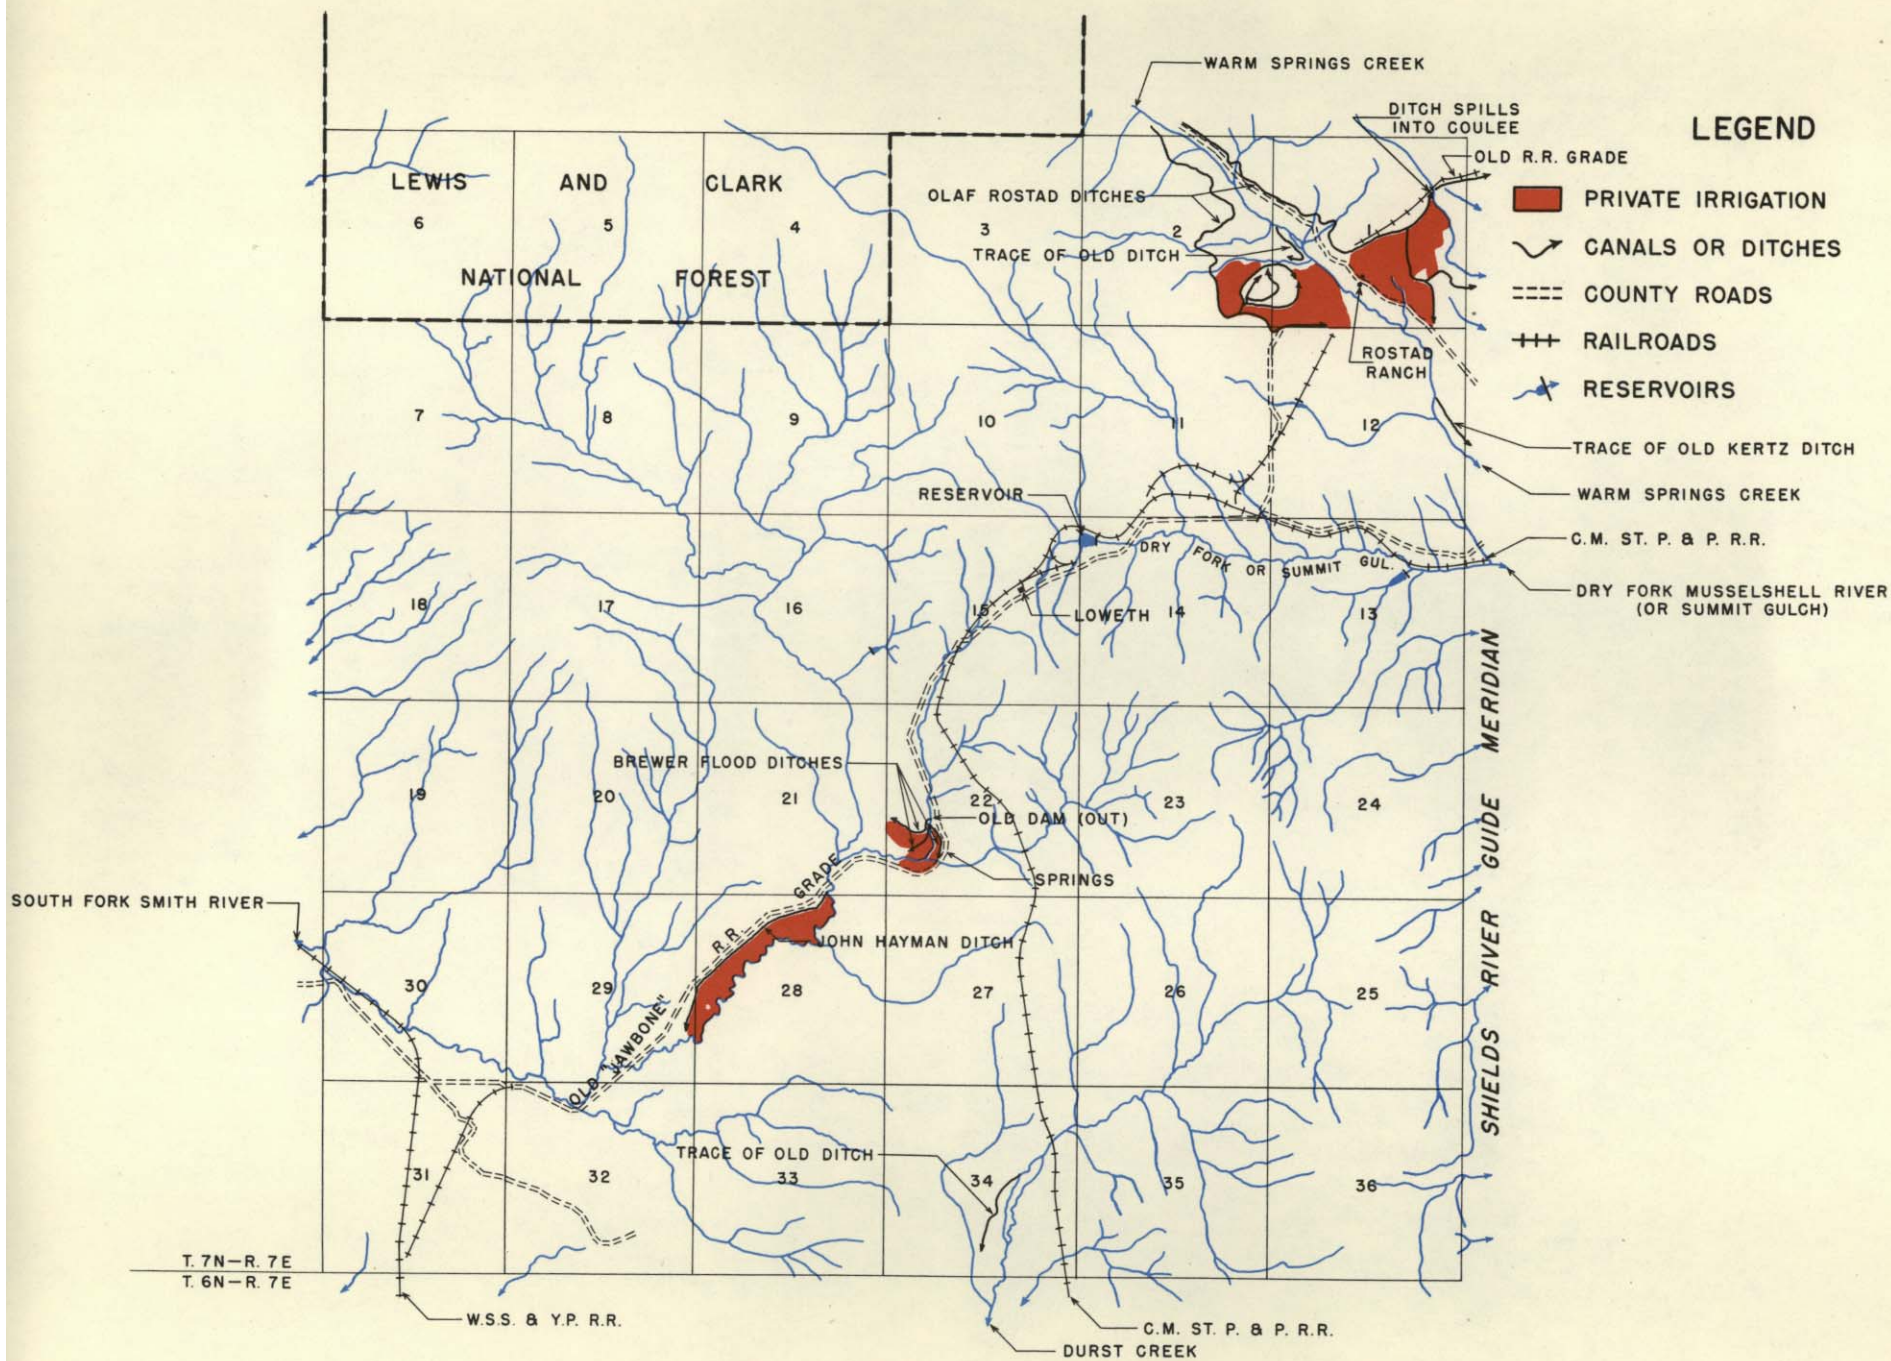 WARM SPRINGS CREEK
DITCH SPILLS
INTO COULEE
LEGEND
OLD R.R. GRADE
PRIVATE IRRIGATION
CANALS OR DITCHES
COUNTY ROADS
RAILROADS
RESERVOIRS
LEWIS AND CLARK
NATIONAL FOREST
OLAF ROSTAD DITCHES
6 5 4 3 2 1
TRACE OF OLD DITCH
ROSTAD
RANCH
7 8 9 10 11 12
TRACE OF OLD KERTZ DITCH
RESERVOIR
WARM SPRINGS CREEK
C.M. ST. P. & P. R.R.
DRY FORK OR SUMMIT GUL.
DRY FORK MUSSELSHELL RIVER
(OR SUMMIT GULCH)
18 17 16 15 14 13
LOWETH
SHIELDS RIVER GUIDE MERIDIAN
BREWER FLOOD DITCHES
19 20 21 22 23 24
OLD DAM (OUT)
SPRINGS
SOUTH FORK SMITH RIVER
OLD "JAWBONE" R.R. GRADE
JOHN HAYMAN DITCH
30 29 28 27 26 25
TRACE OF OLD DITCH
31 32 33 34 35 36
T. 7N–R. 7E
T. 6N–R. 7E
W.S.S. & Y.P. R.R.
C.M. ST. P. & P. R.R.
DURST CREEK